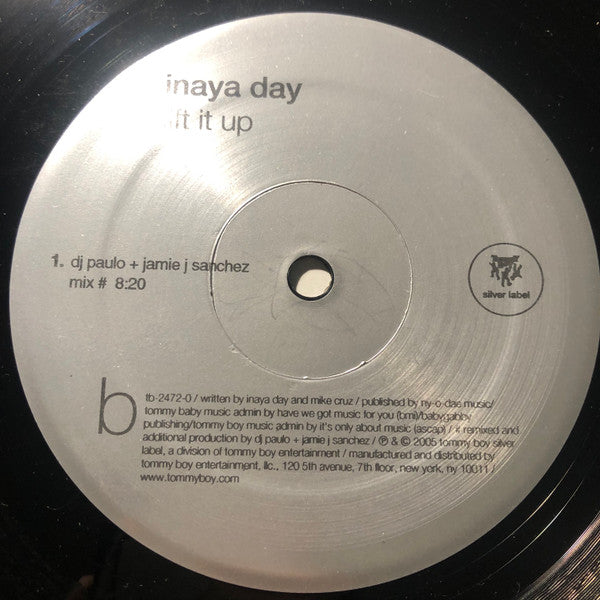 inaya day
lift it up
1. dj paulo + jamie j sanchez
mix # 8:20
silver label
b
tb-2472-0 / written by inaya day and mike cruz / published by ny-o-dae music/
tommy baby music admin by have we got music for you (bmi)/babygabby
publishing/tommy boy music admin by it's only about music (ascap) / # remixed and
additional production by dj paulo + jamie j sanchez / ℗ & © 2005 tommy boy silver
label, a division of tommy boy entertainment / manufactured and distributed by
tommy boy entertainment, llc., 120 5th avenue, 7th floor, new york, ny 10011 /
www.tommyboy.com